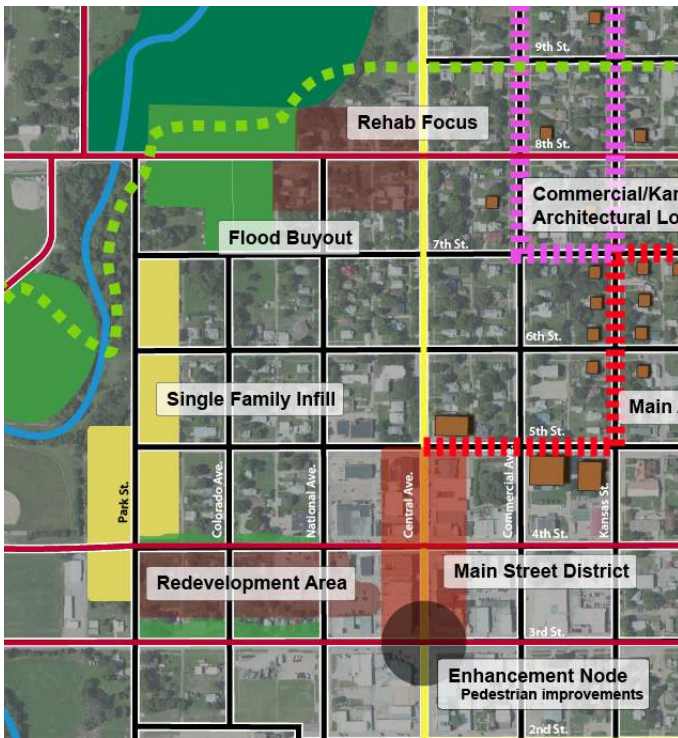 9th St.
Rehab Focus
8th St.
Commercial/Kan
Architectural Lo
Flood Buyout
7th St.
6th St.
Single Family Infill
Main
5th St.
Park St.
Colorado Ave.
National Ave.
Central Ave.
Commercial Ave.
Kansas St.
4th St.
Redevelopment Area
Main Street District
3rd St.
Enhancement Node
Pedestrian improvements
2nd St.